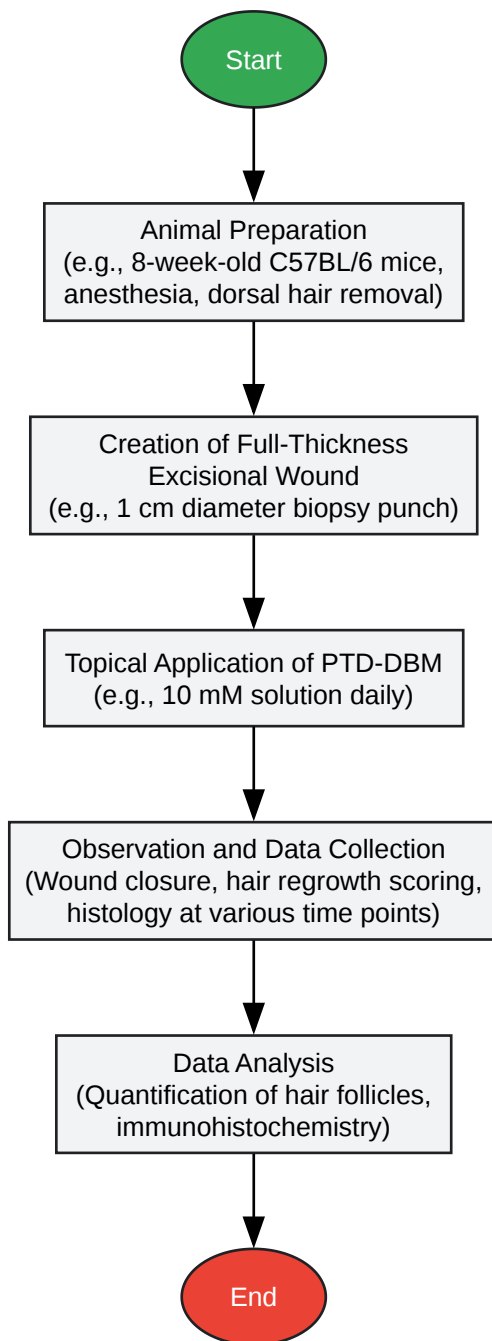 Start
Animal Preparation
(e.g., 8-week-old C57BL/6 mice,
anesthesia, dorsal hair removal)
Creation of Full-Thickness
Excisional Wound
(e.g., 1 cm diameter biopsy punch)
Topical Application of PTD-DBM
(e.g., 10 mM solution daily)
Observation and Data Collection
(Wound closure, hair regrowth scoring,
histology at various time points)
Data Analysis
(Quantification of hair follicles,
immunohistochemistry)
End